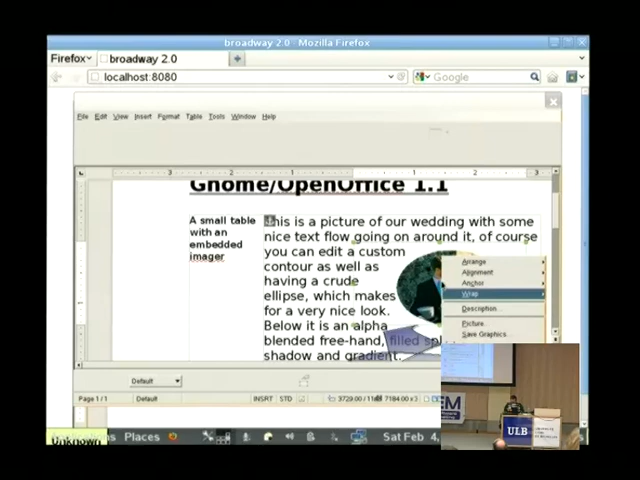 broadway 2.0 - Mozilla Firefox
Firefox broadway 2.0
localhost:8080 Google
File Edit View Insert Format Table Tools Window Help
Gnome/OpenOffice 1.1
A small table
with an
embedded
imager
This is a picture of our wedding with some
nice text flow going on around it, of course
you can edit a custom
contour as well as
having a crude
ellipse, which makes
for a very nice look.
Below it is an alpha
blended free-hand, filled
shadow and gradient.
Arrange
Alignment
Anchor
Wrap
Description...
Picture...
Save Graphics...
Default
Page 1 / 1 Default INSRT STD
Unknown Places Sat Feb 4,
EM
ULB